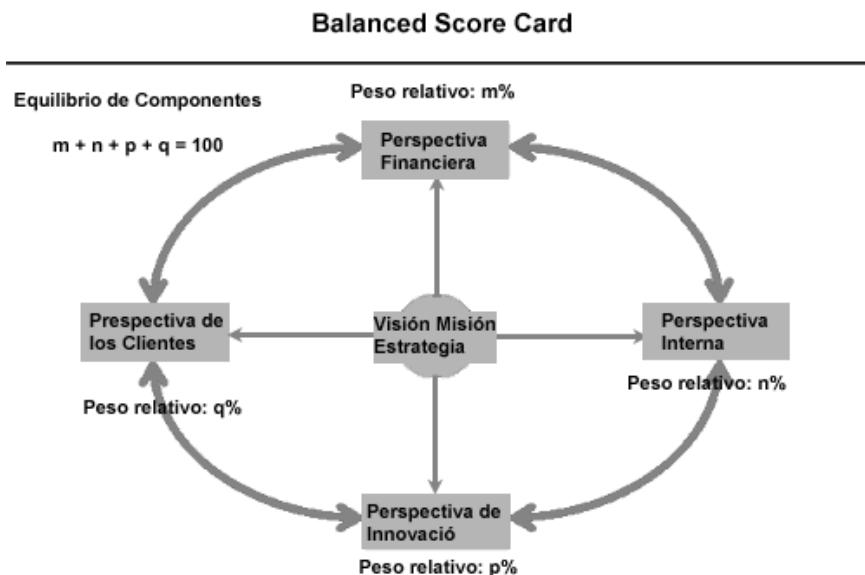 Balanced Score Card
Equilibrio de Componentes
m + n + p + q = 100
Peso relativo: m%
Perspectiva
Financiera
Prespectiva de
los Clientes
Peso relativo: q%
Visión Misión
Estrategia
Perspectiva
Interna
Peso relativo: n%
Perspectiva de
Innovació
Peso relativo: p%